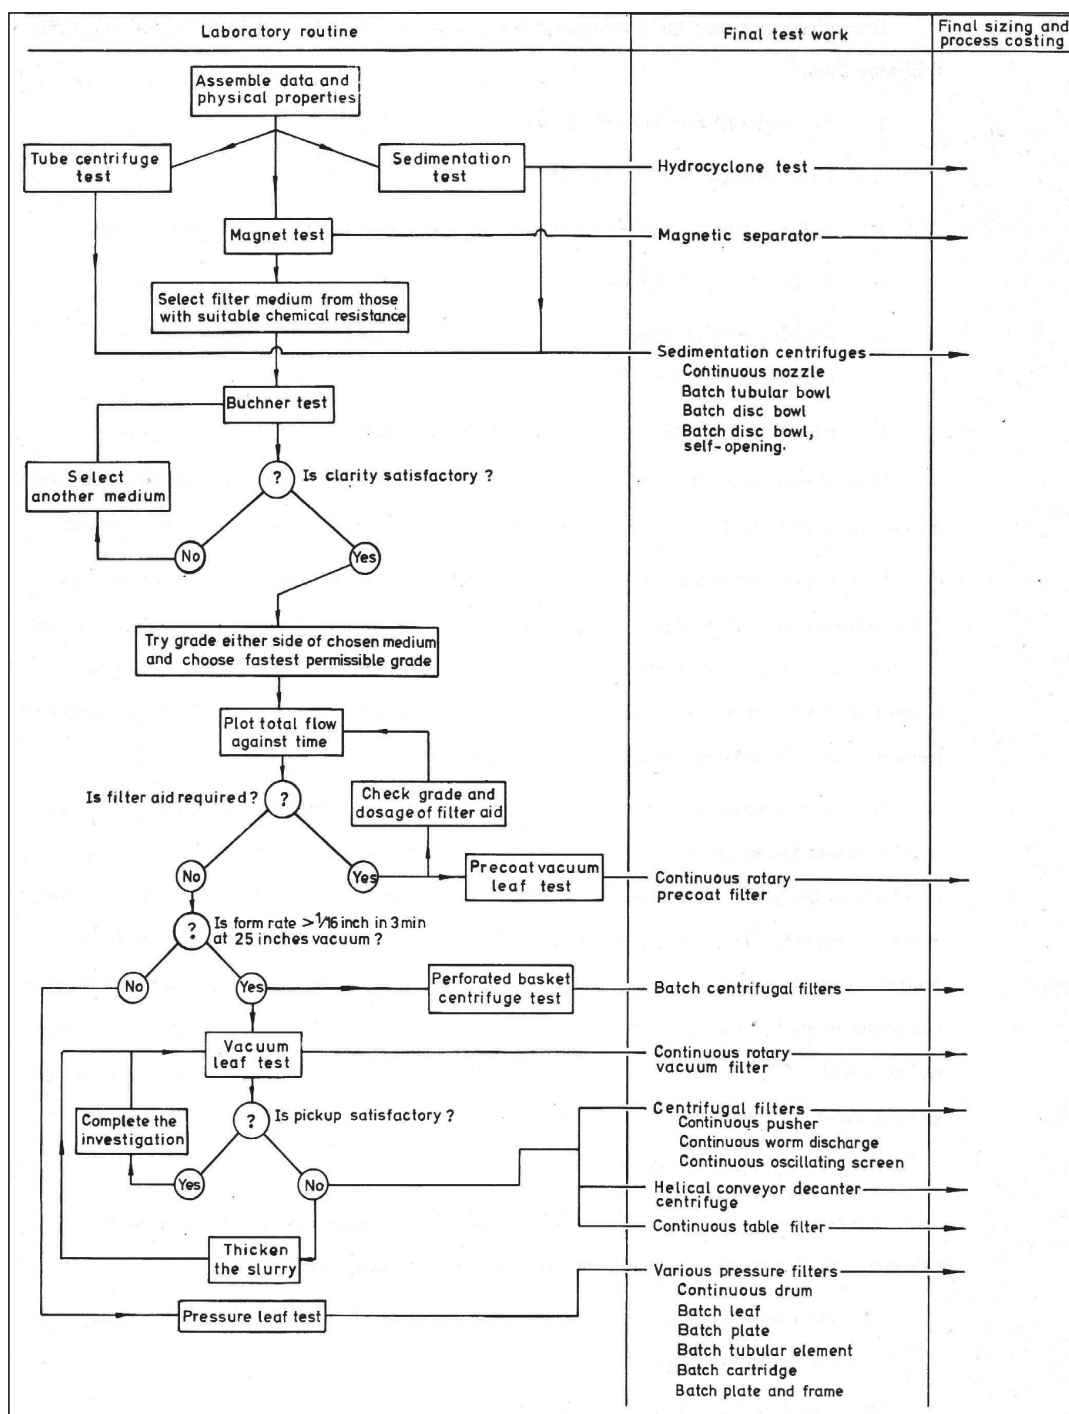 Laboratory routine
Final test work
Final sizing and
process costing
Assemble data and
physical properties
Tube centrifuge
test
Sedimentation
test
Hydrocyclone test
Magnet test
Magnetic separator
Select filter medium from those
with suitable chemical resistance
Sedimentation centrifuges
Continuous nozzle
Batch tubular bowl
Batch disc bowl
Batch disc bowl,
self-opening.
Buchner test
Select
another medium
?
Is clarity satisfactory ?
No
Yes
Try grade either side of chosen medium
and choose fastest permissible grade
Plot total flow
against time
Is filter aid required ?
?
Check grade and
dosage of filter aid
No
Yes
Precoat vacuum
leaf test
Continuous rotary
precoat filter
?
Is form rate > 1/16 inch in 3 min
at 25 inches vacuum ?
No
Yes
Perforated basket
centrifuge test
Batch centrifugal filters
Vacuum
leaf test
Continuous rotary
vacuum filter
Complete the
investigation
?
Is pickup satisfactory ?
Yes
No
Centrifugal filters
Continuous pusher
Continuous worm discharge
Continuous oscillating screen
Helical conveyor decanter
centrifuge
Continuous table filter
Thicken
the slurry
Pressure leaf test
Various pressure filters
Continuous drum
Batch leaf
Batch plate
Batch tubular element
Batch cartridge
Batch plate and frame